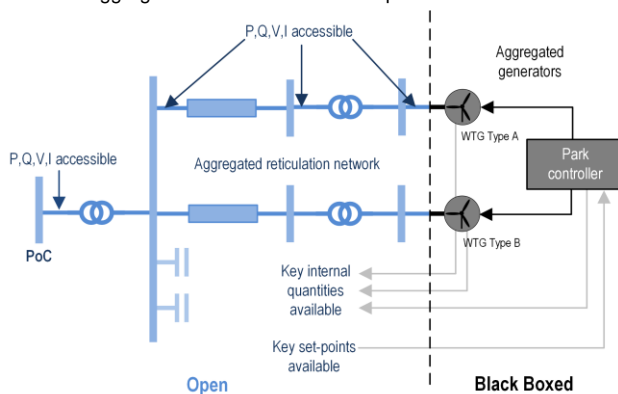 P,Q,V,I accessible
Aggregated
generators
WTG Type A
P,Q,V,I accessible
Aggregated reticulation network
Park
controller
PoC
WTG Type B
Key internal
quantities
available
Key set-points
available
Open
Black Boxed